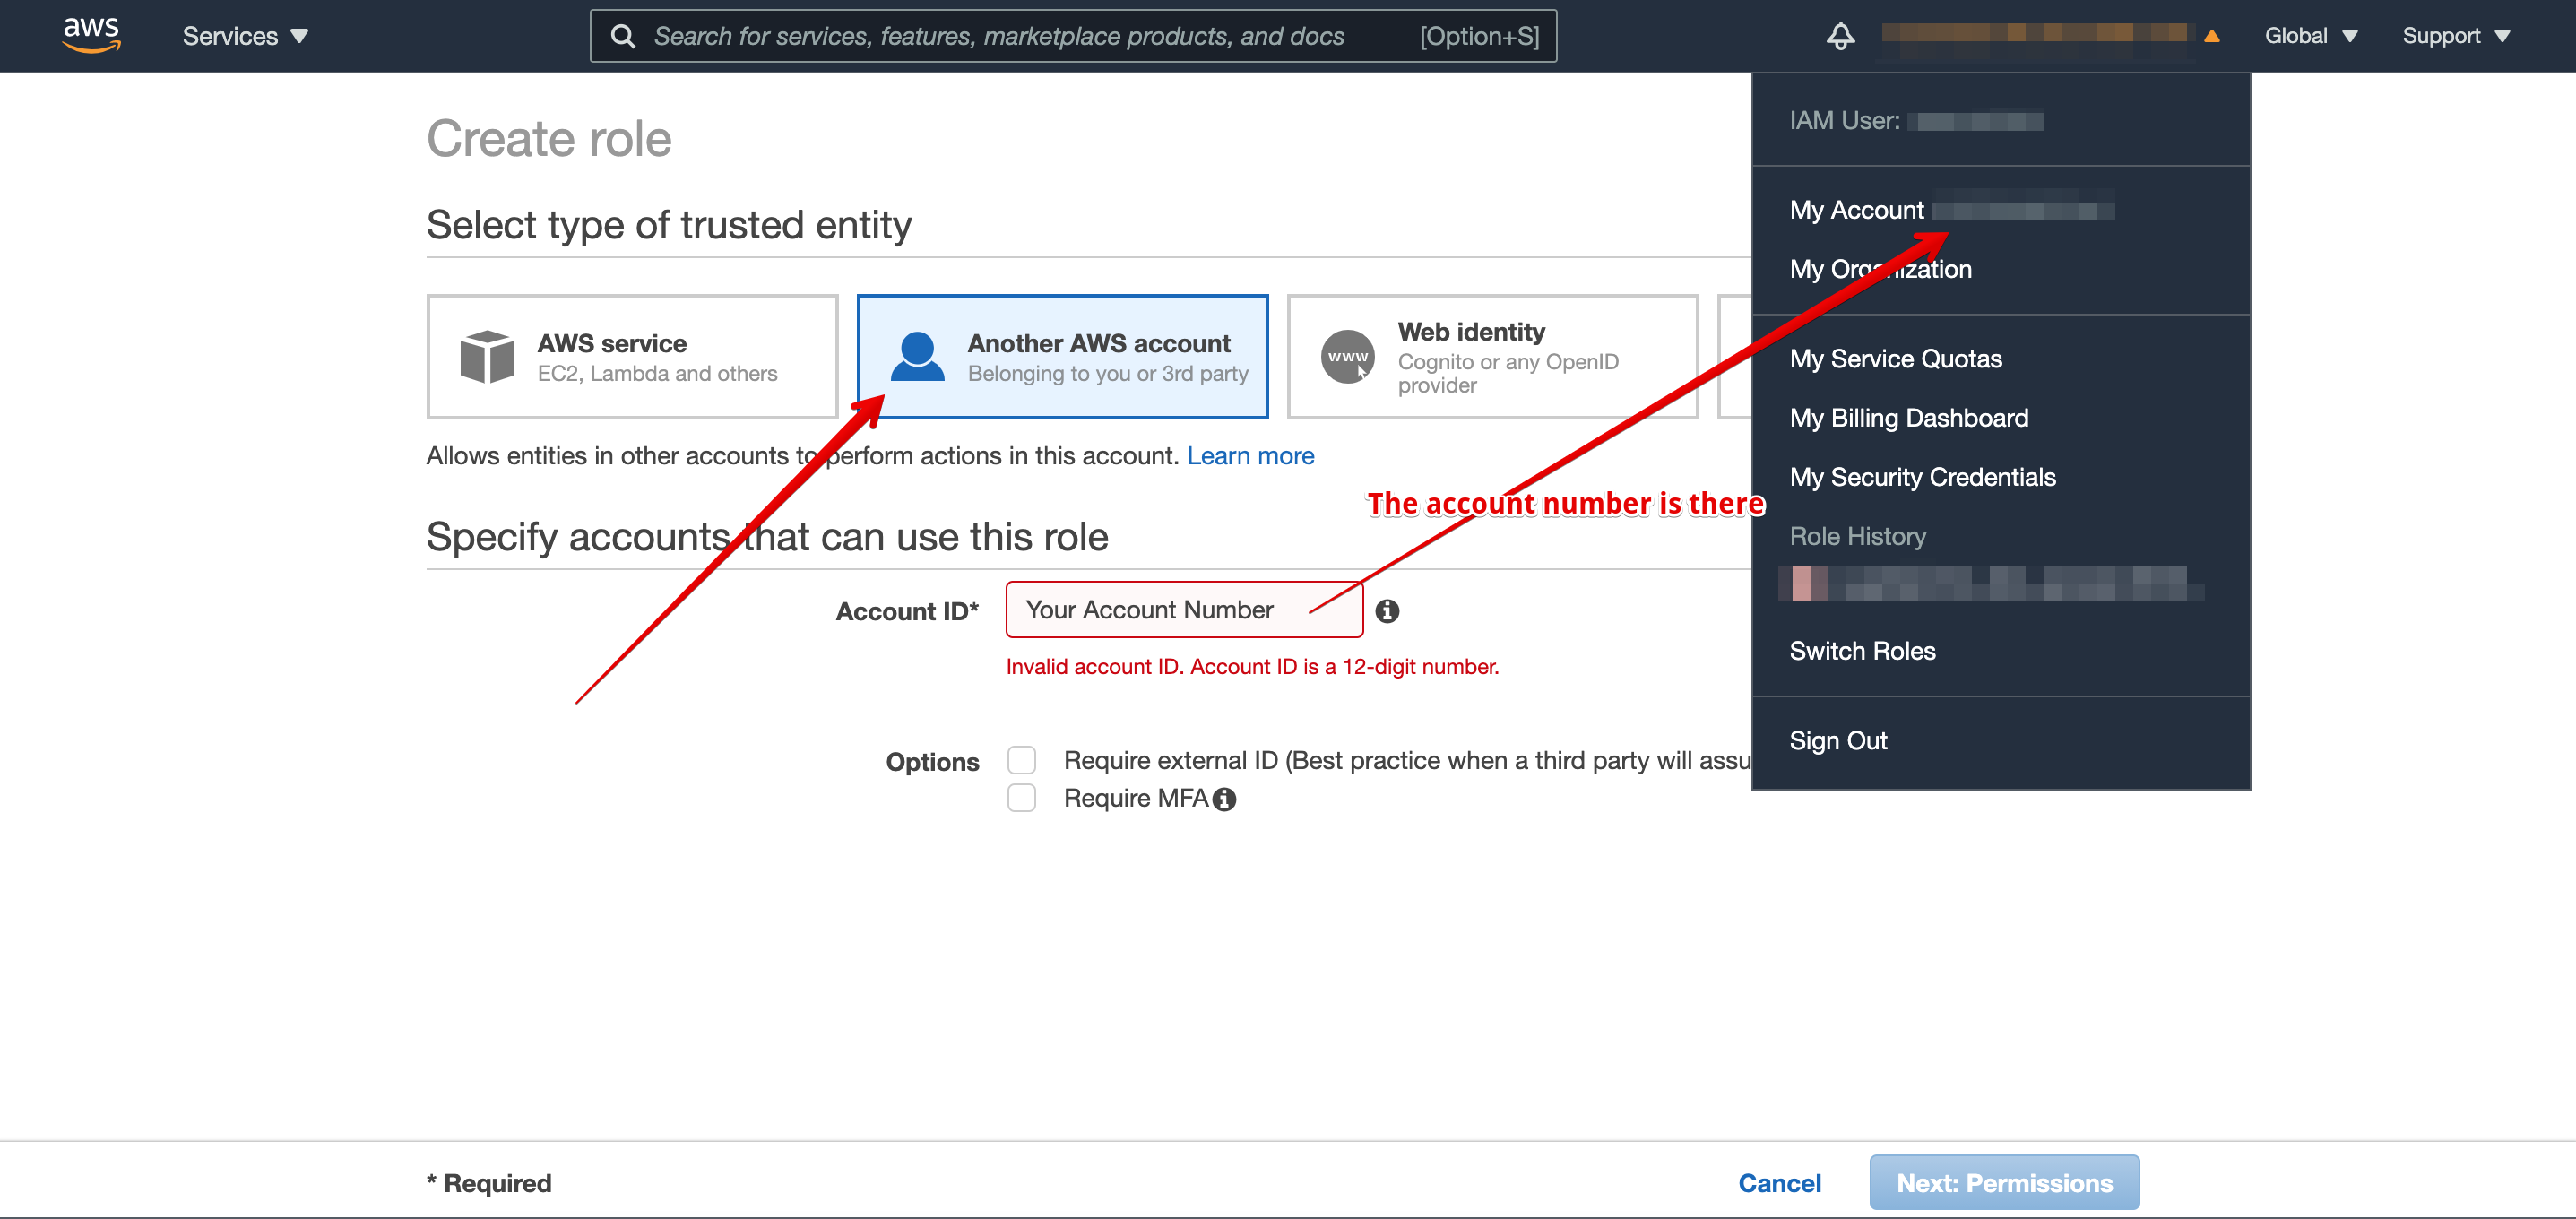 aws
Services
Search for services, features, marketplace products, and docs
[Option+S]
Global
Support
IAM User:
My Account
My Organization
My Service Quotas
My Billing Dashboard
My Security Credentials
Role History
Switch Roles
Sign Out
Create role
Select type of trusted entity
AWS service
EC2, Lambda and others
Another AWS account
Belonging to you or 3rd party
Web identity
www
Cognito or any OpenID
provider
Allows entities in other accounts to perform actions in this account. Learn more
The account number is there
Specify accounts that can use this role
Account ID*
Your Account Number
Invalid account ID. Account ID is a 12-digit number.
Options
Require external ID (Best practice when a third party will assu
Require MFA
* Required
Cancel
Next: Permissions